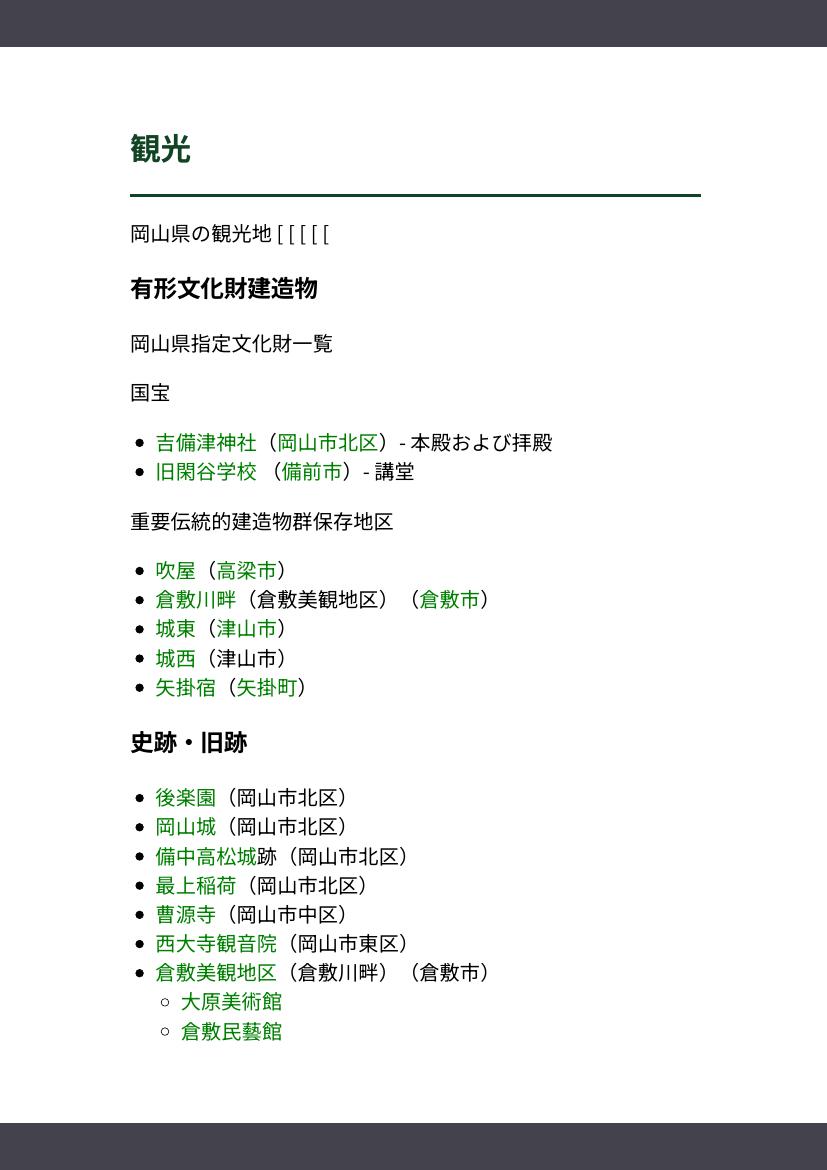 観光
岡山県の観光地 [ [ [ [ [
有形文化財建造物
岡山県指定文化財一覧
国宝
吉備津神社（岡山市北区）- 本殿および拝殿
旧閑谷学校 （備前市）- 講堂
重要伝統的建造物群保存地区
吹屋（高梁市）
倉敷川畔（倉敷美観地区）（倉敷市）
城東（津山市）
城西（津山市）
矢掛宿（矢掛町）
史跡・旧跡
後楽園（岡山市北区）
岡山城（岡山市北区）
備中高松城跡（岡山市北区）
最上稲荷（岡山市北区）
曹源寺（岡山市中区）
西大寺観音院（岡山市東区）
倉敷美観地区（倉敷川畔）（倉敷市）
大原美術館
倉敷民藝館